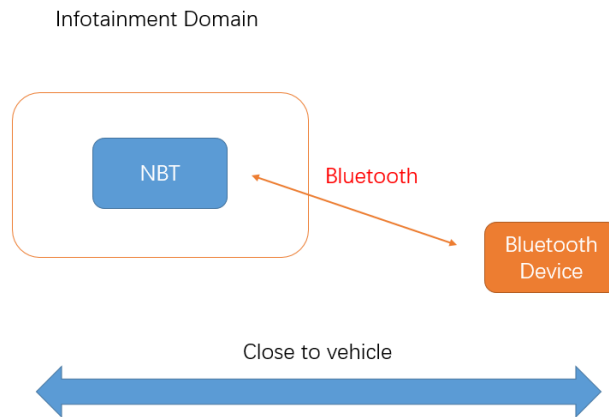 Infotainment Domain
NBT
Bluetooth
Bluetooth
Device
Close to vehicle